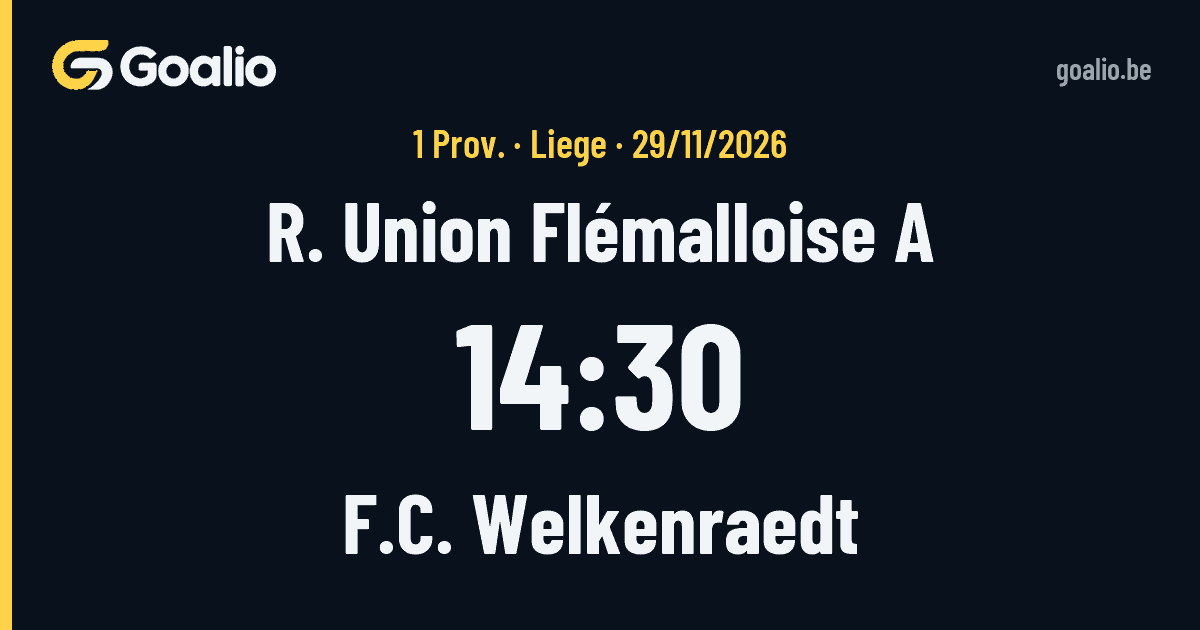 Goalio
goalio.be
1 Prov. · Liege · 29/11/2026
R. Union Flémalloise A
14:30
F.C. Welkenraedt